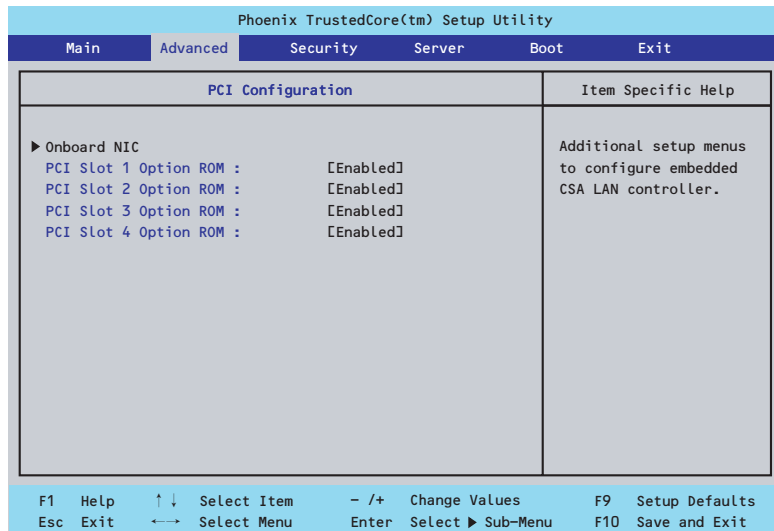 Phoenix TrustedCore(tm) Setup Utility
Main Advanced Security Server Boot Exit
PCI Configuration
Item Specific Help
▶ Onboard NIC
PCI Slot 1 Option ROM : [Enabled]
PCI Slot 2 Option ROM : [Enabled]
PCI Slot 3 Option ROM : [Enabled]
PCI Slot 4 Option ROM : [Enabled]
Additional setup menus
to configure embedded
CSA LAN controller.
F1 Help ↑↓ Select Item - /+ Change Values F9 Setup Defaults
Esc Exit ←→ Select Menu Enter Select ▶ Sub-Menu F10 Save and Exit